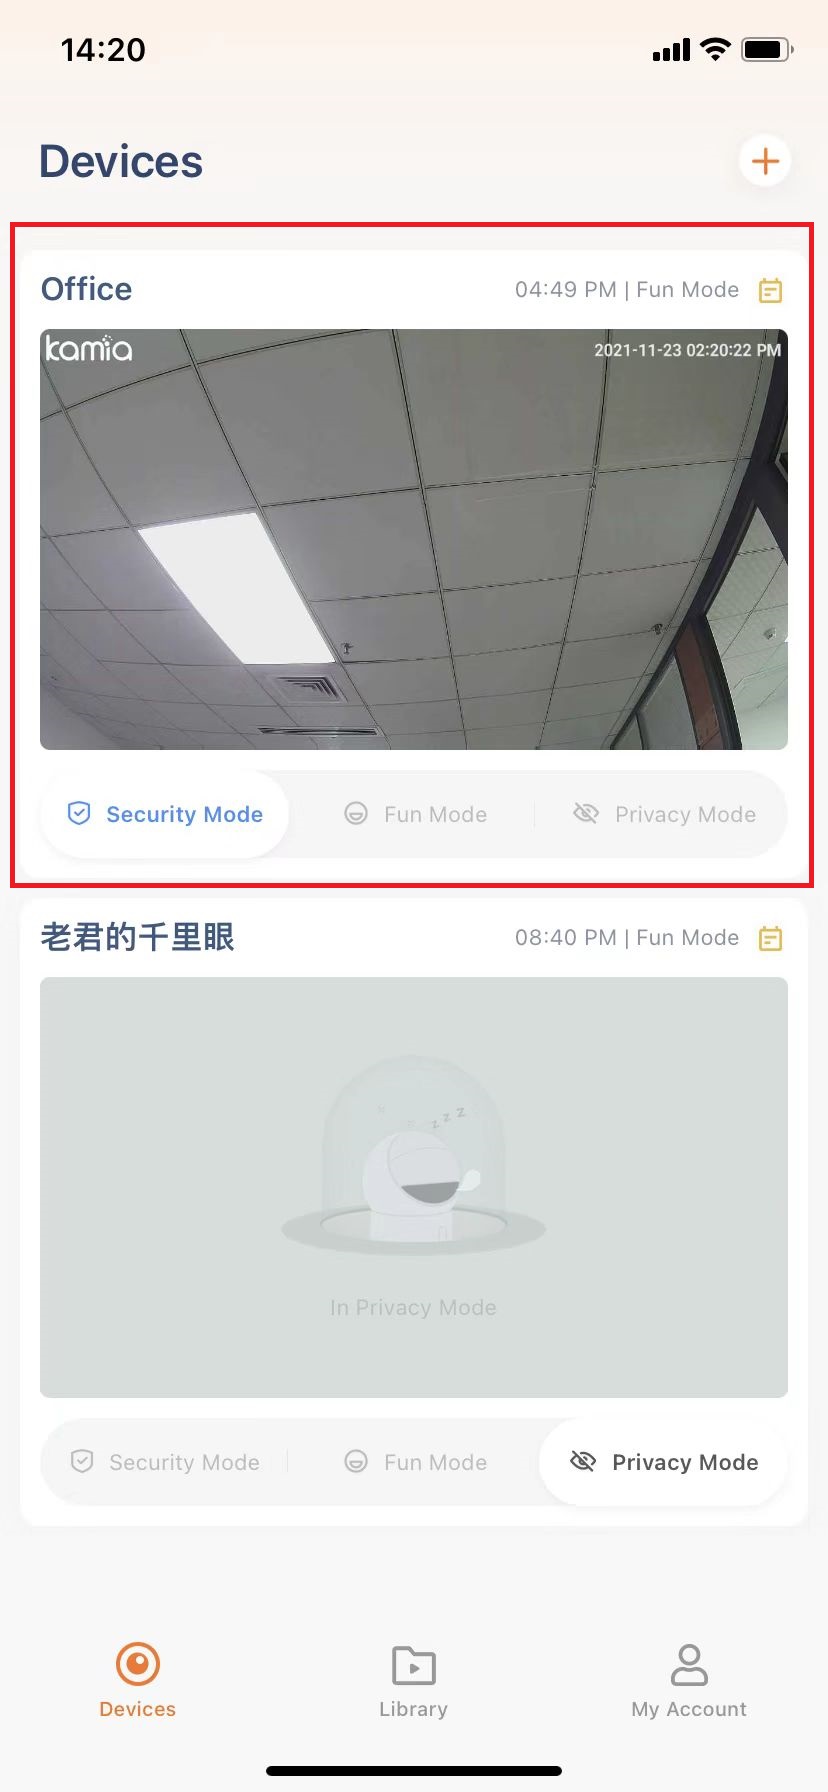 14:20
Devices
Office
04:49 PM | Fun Mode
kamia
2021-11-23 02:20:22 PM
Security Mode
Fun Mode
Privacy Mode
老君的千里眼
08:40 PM | Fun Mode
z z z
In Privacy Mode
Security Mode
Fun Mode
Privacy Mode
Devices
Library
My Account